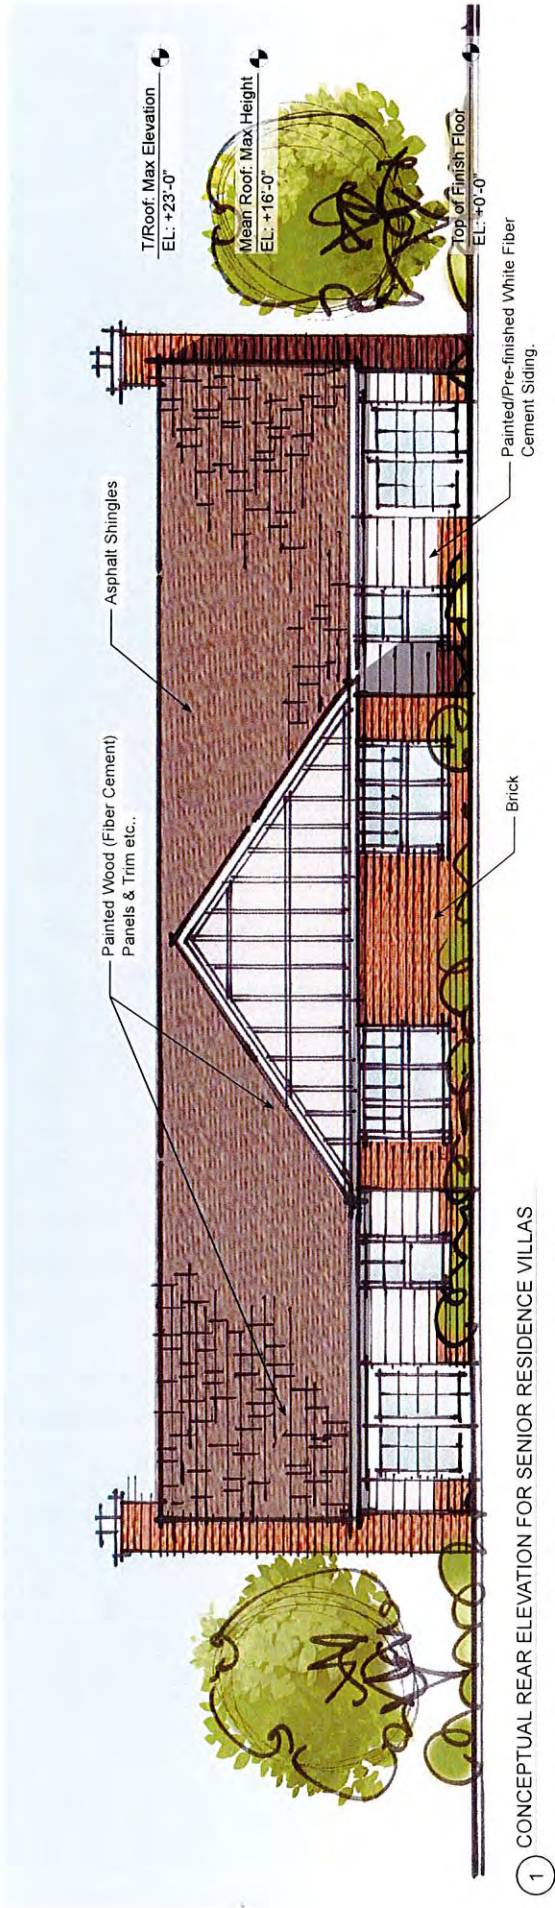 Painted Wood (Fiber Cement)
Panels & Trim etc..
Asphalt Shingles
T/Roof: Max Elevation
EL: +23'-0"
Mean Roof: Max Height
EL: +16'-0"
Top of Finish Floor
EL: +0'-0"
Brick
Painted/Pre-finished White Fiber
Cement Siding.
1 CONCEPTUAL REAR ELEVATION FOR SENIOR RESIDENCE VILLAS